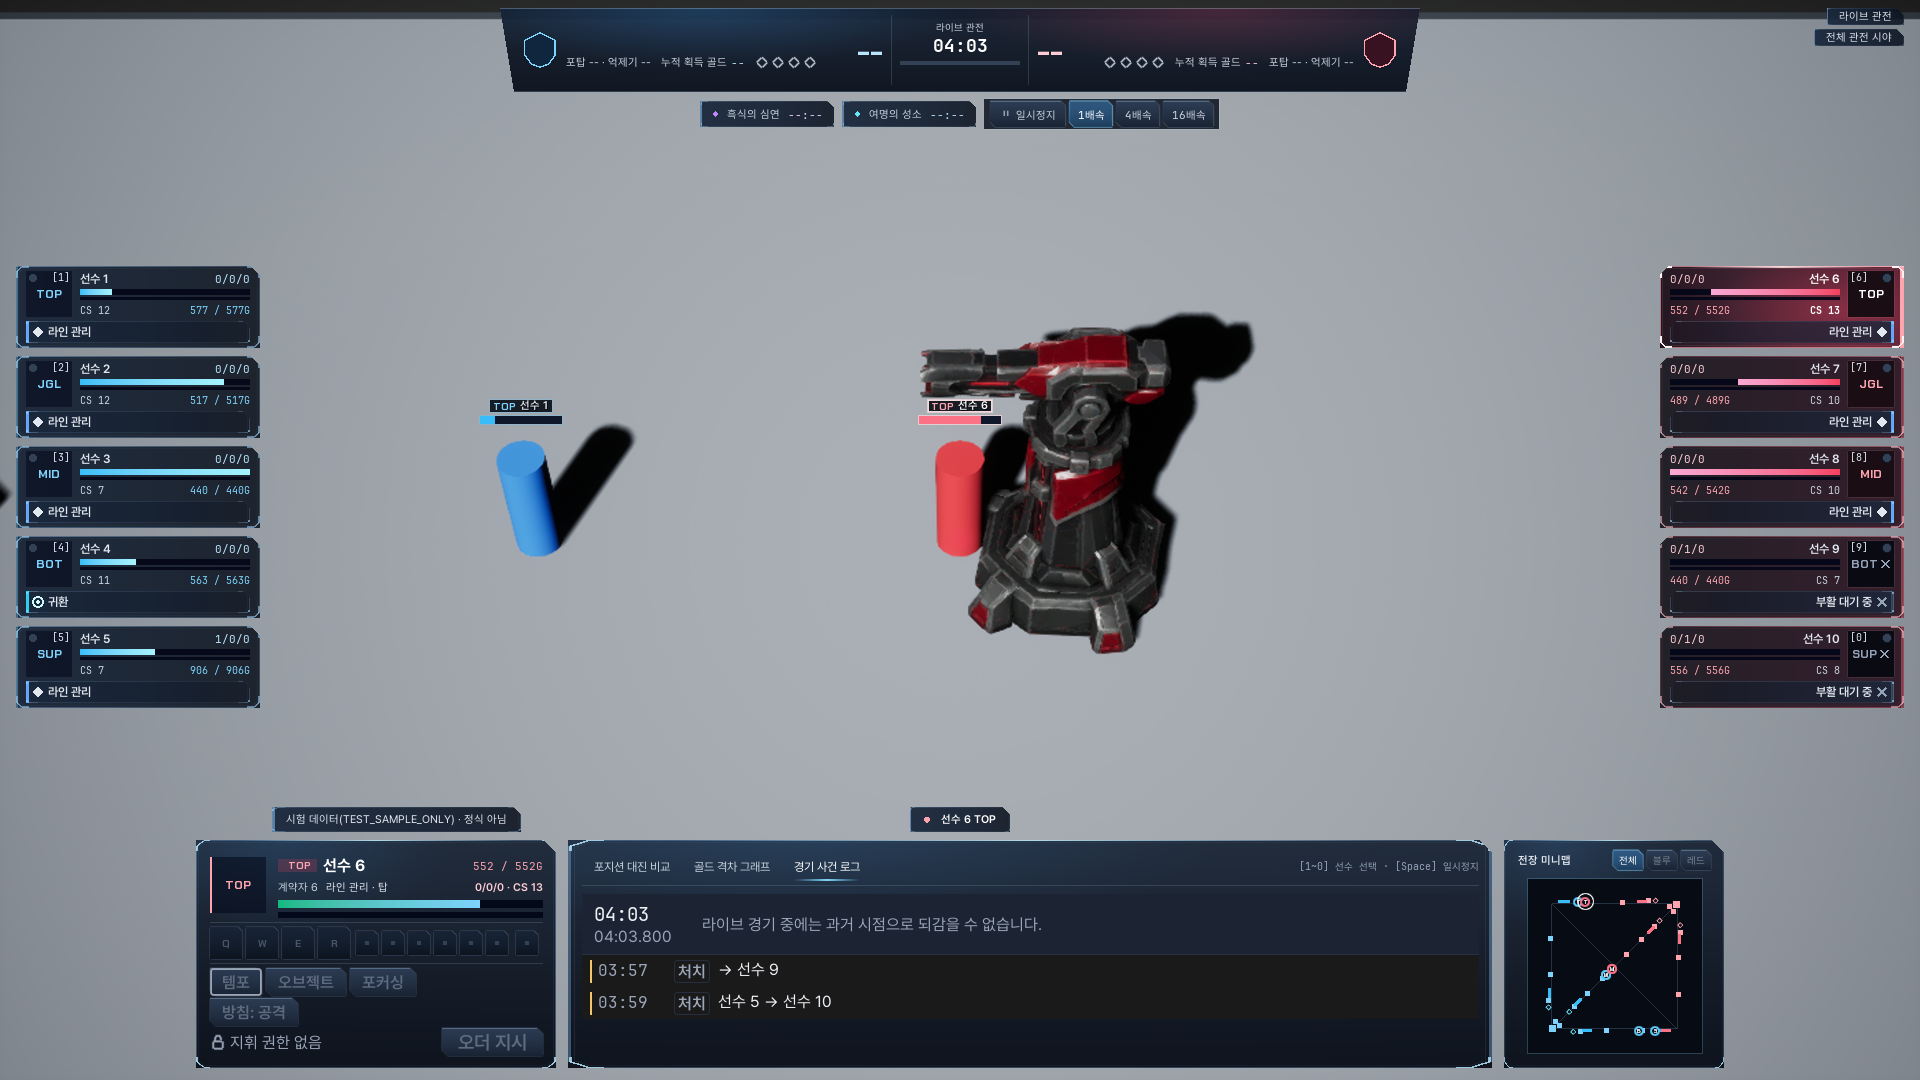 라이브 관전
04:03
포탑 -- · 억제기 --
누적 획득 골드 --
--
--
누적 획득 골드 --
포탑 -- · 억제기 --
라이브 관전
전체 관전 시야
흑식의 심연 --:--
여명의 성소 --:--
일시정지
1배속
4배속
16배속
[1] 선수 1 0/0/0
TOP
CS 12 577 / 577G
라인 관리
[2] 선수 2 0/0/0
JGL
CS 12 517 / 517G
라인 관리
[3] 선수 3 0/0/0
MID
CS 7 440 / 440G
라인 관리
[4] 선수 4 0/0/0
BOT
CS 11 563 / 563G
귀환
[5] 선수 5 1/0/0
SUP
CS 7 906 / 906G
라인 관리
TOP 선수 1
TOP 선수 6
0/0/0 선수 6 [6]
TOP
552 / 552G CS 13
라인 관리
0/0/0 선수 7 [7]
JGL
489 / 489G CS 10
라인 관리
0/0/0 선수 8 [8]
MID
542 / 542G CS 10
라인 관리
0/1/0 선수 9 [9]
BOT
440 / 440G CS 7
부활 대기 중
0/1/0 선수 10 [0]
SUP
556 / 556G CS 8
부활 대기 중
시험 데이터(TEST_SAMPLE_ONLY) · 정식 아님
선수 6 TOP
TOP
TOP 선수 6 552 / 552G
계약자 6 라인 관리 · 탑 0/0/0 · CS 13
Q W E R
템포 오브젝트 포커싱
방침: 공격
지휘 권한 없음
오더 지시
포지션 대진 비교 골드 격차 그래프 경기 사건 로그
[1~0] 선수 선택 · [Space] 일시정지
04:03
04:03.800
라이브 경기 중에는 과거 시점으로 되감을 수 없습니다.
03:57 처치 → 선수 9
03:59 처치 선수 5 → 선수 10
전장 미니맵 전체 블루 레드